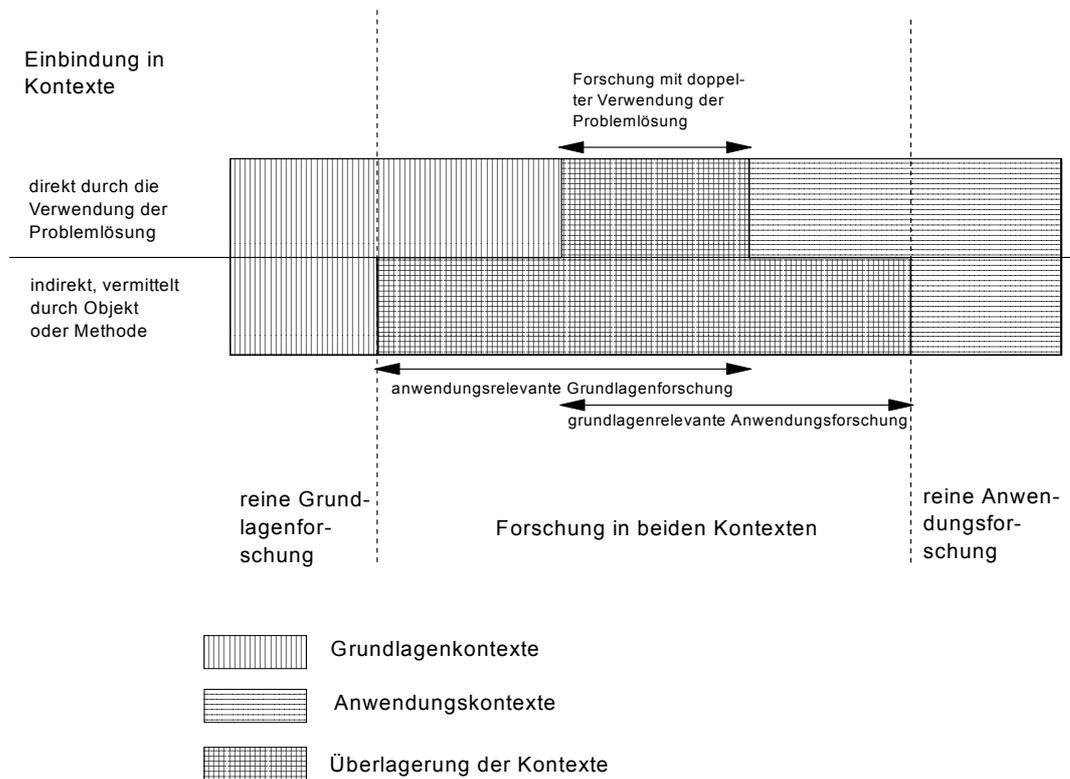 Einbindung in
Kontexte
Forschung mit doppel-
ter Verwendung der
Problemlösung
direkt durch die
Verwendung der
Problemlösung
indirekt, vermittelt
durch Objekt
oder Methode
anwendungsrelevante Grundlagenforschung
grundlagenrelevante Anwendungsforschung
reine Grund-
lagenfor-
schung
Forschung in beiden Kontexten
reine Anwen-
dungsfor-
schung
Grundlagenkontexte
Anwendungskontexte
Überlagerung der Kontexte